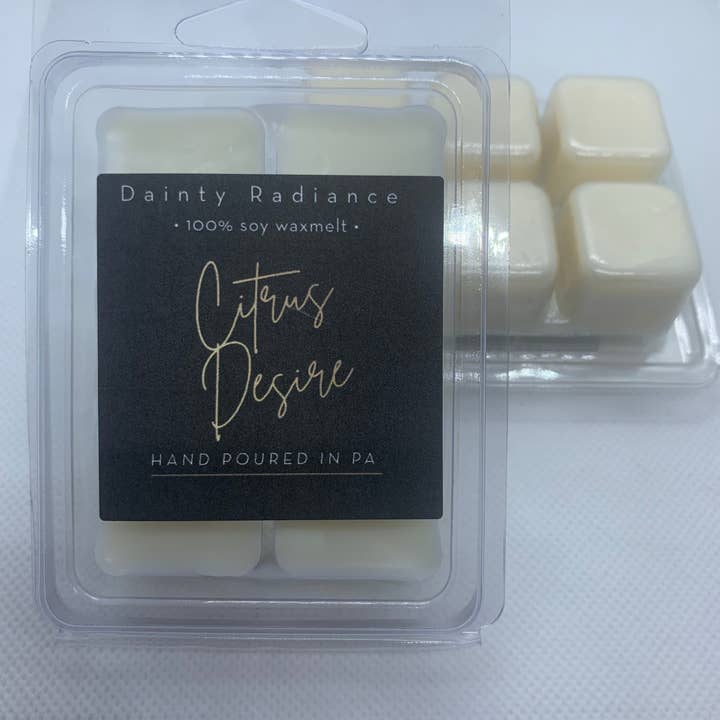 Dainty Radiance
• 100% soy waxmelt •
Citrus
Desire
HAND POURED IN PA